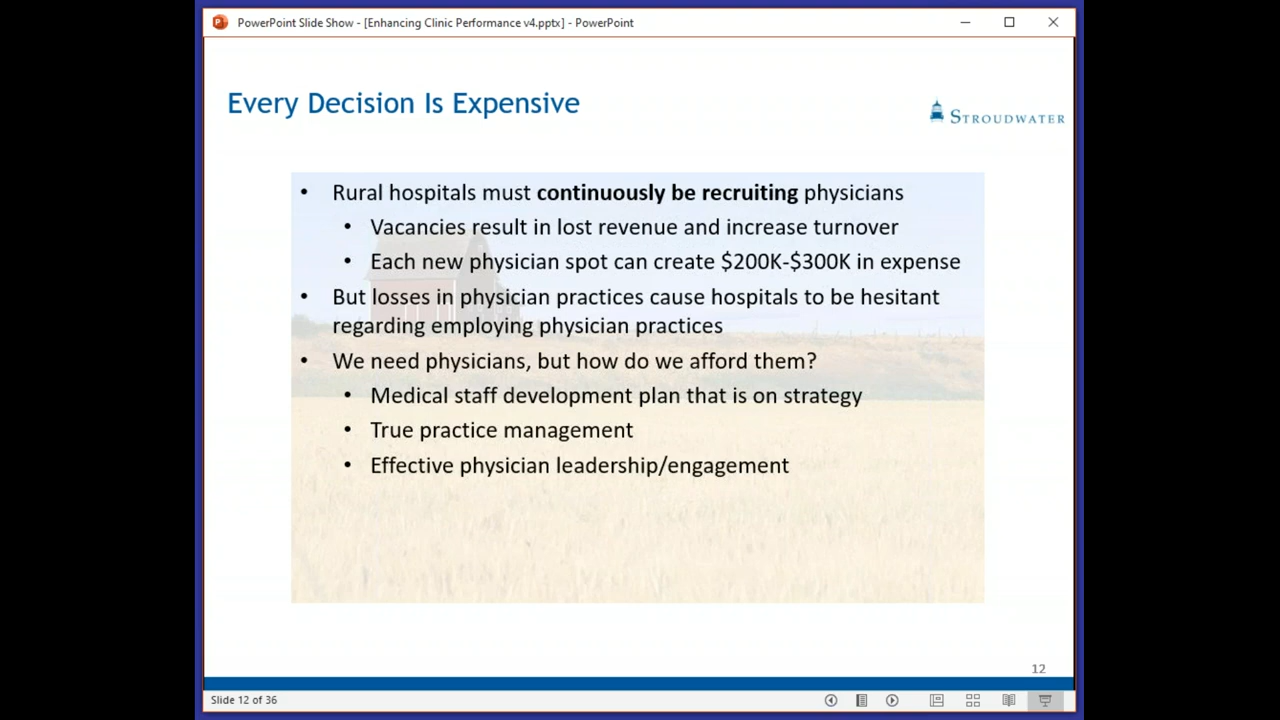 PowerPoint Slide Show - [Enhancing Clinic Performance v4.pptx] - PowerPoint
Every Decision Is Expensive
STROUDWATER
• Rural hospitals must continuously be recruiting physicians
• Vacancies result in lost revenue and increase turnover
• Each new physician spot can create $200K-$300K in expense
• But losses in physician practices cause hospitals to be hesitant
regarding employing physician practices
• We need physicians, but how do we afford them?
• Medical staff development plan that is on strategy
• True practice management
• Effective physician leadership/engagement
12
Slide 12 of 36